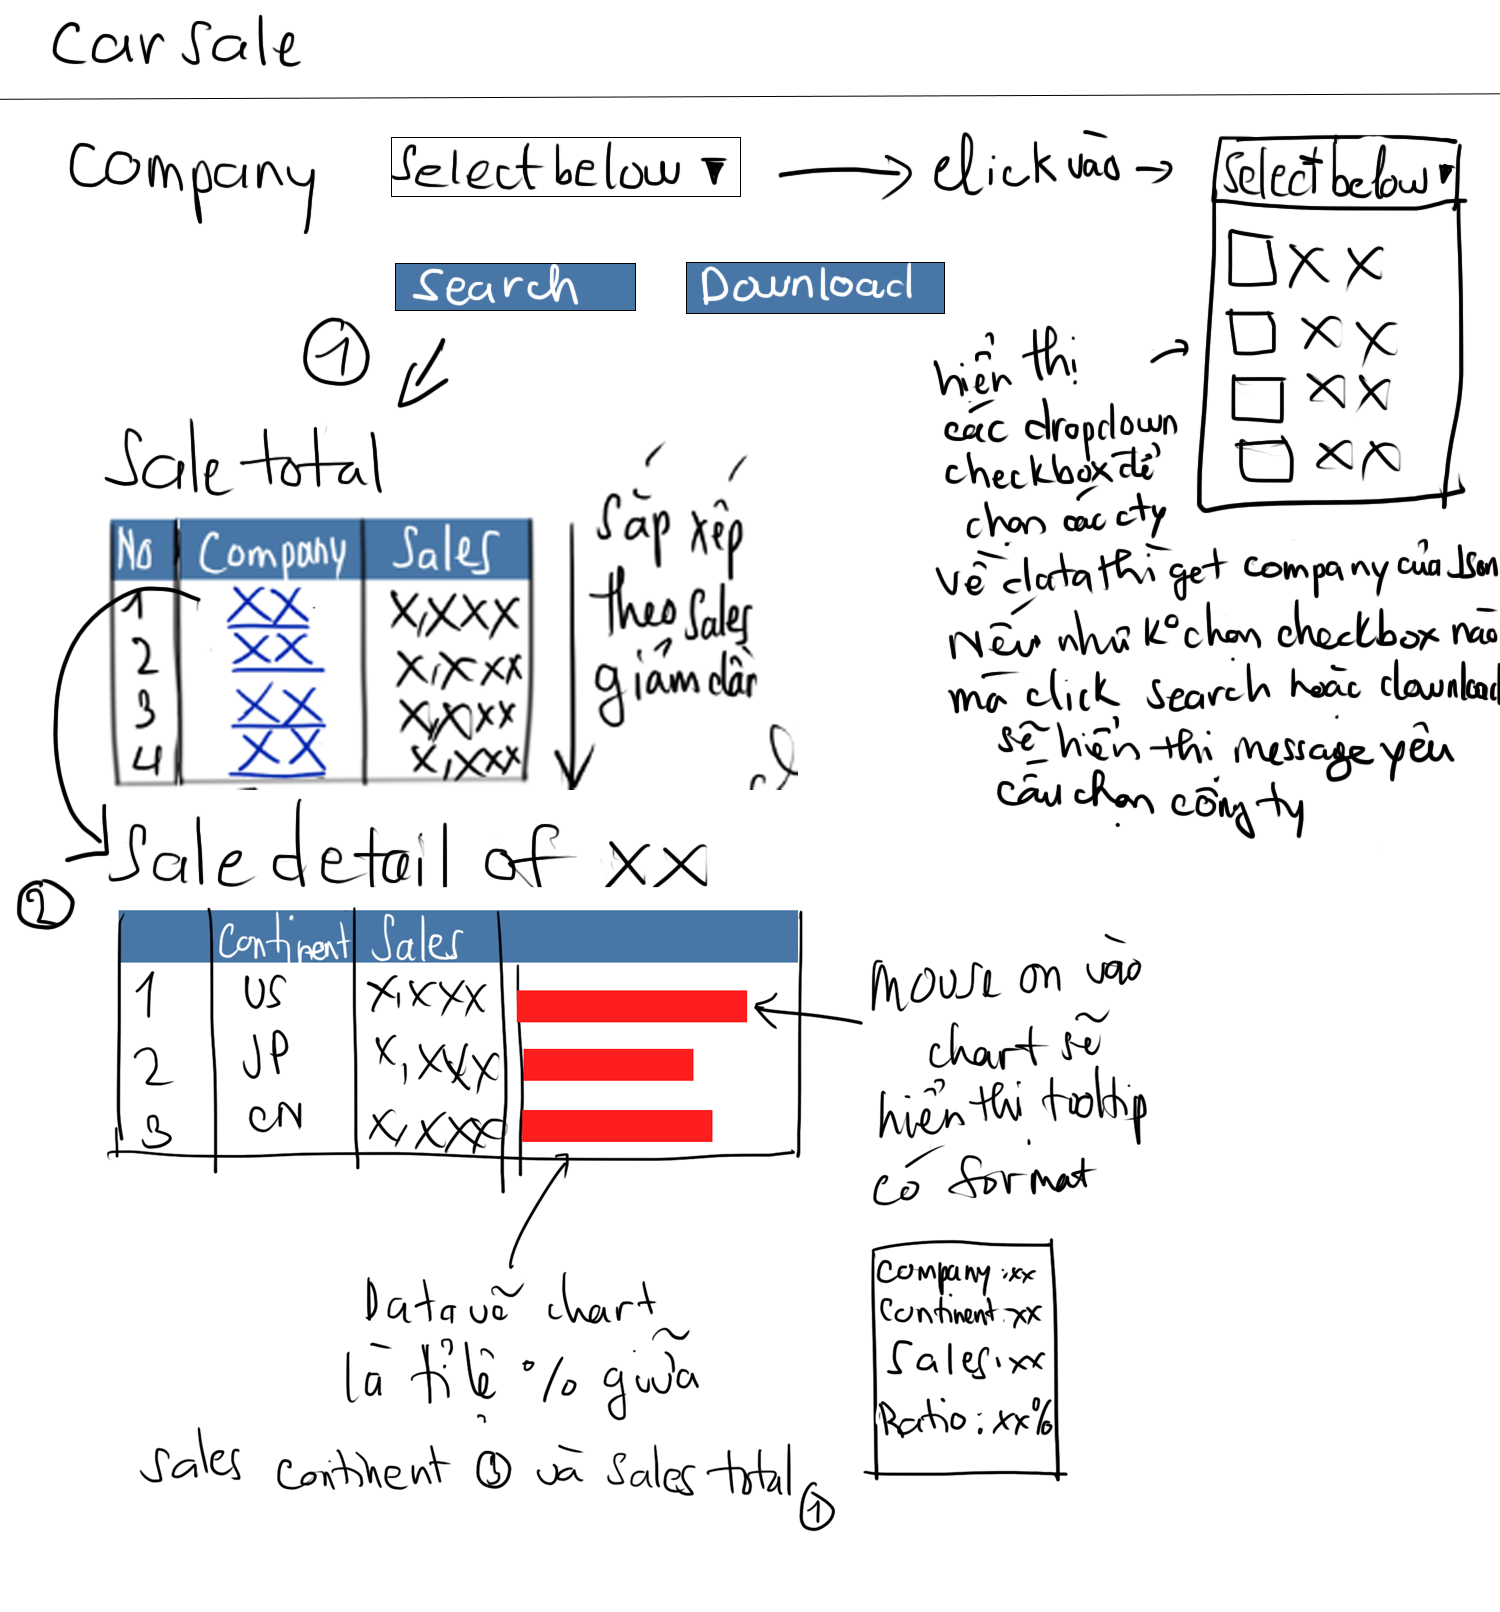 Car Sale
Company
Select below ▼
click vào
Select below ▼
X X
X X
X X
X X
Search
Download
1
hiển thị
các dropdown
checkbox để
chọn các cty
về data thì get company của Json
Nếu như k° chọn checkbox nào
mà click search hoặc download
sẽ hiển thị message yêu
cầu chọn công ty
Sale total
No Company Sales
1 XX X,XXX
2 XX X,XXX
3 XX X,XXX
4 XX X,XXX
Sắp xếp
theo Sales
giảm dần
2
Sale detail of XX
Continent Sales
1 US X,XXX
2 JP X,XXX
3 CN X,XXX
Mouse on vào
chart sẽ
hiển thị tooltip
có format
Company : xx
Continent : xx
Sales : xx
Ratio : xx%
Data vẽ chart
là tỉ lệ % giữa
sales continent và Sales total 1